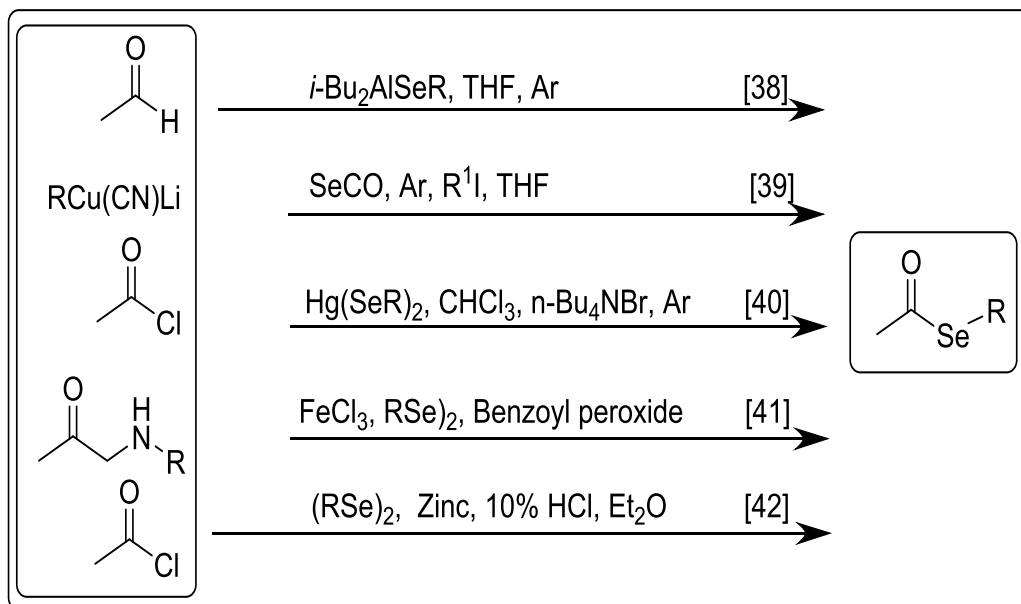 O
H
i-Bu₂AlSeR, THF, Ar [38]
RCu(CN)Li
SeCO, Ar, R¹I, THF [39]
O
Cl
Hg(SeR)₂, CHCl₃, n-Bu₄NBr, Ar [40]
O
Se
R
O
H
N
R
FeCl₃, RSe)₂, Benzoyl peroxide [41]
O
Cl
(RSe)₂, Zinc, 10% HCl, Et₂O [42]